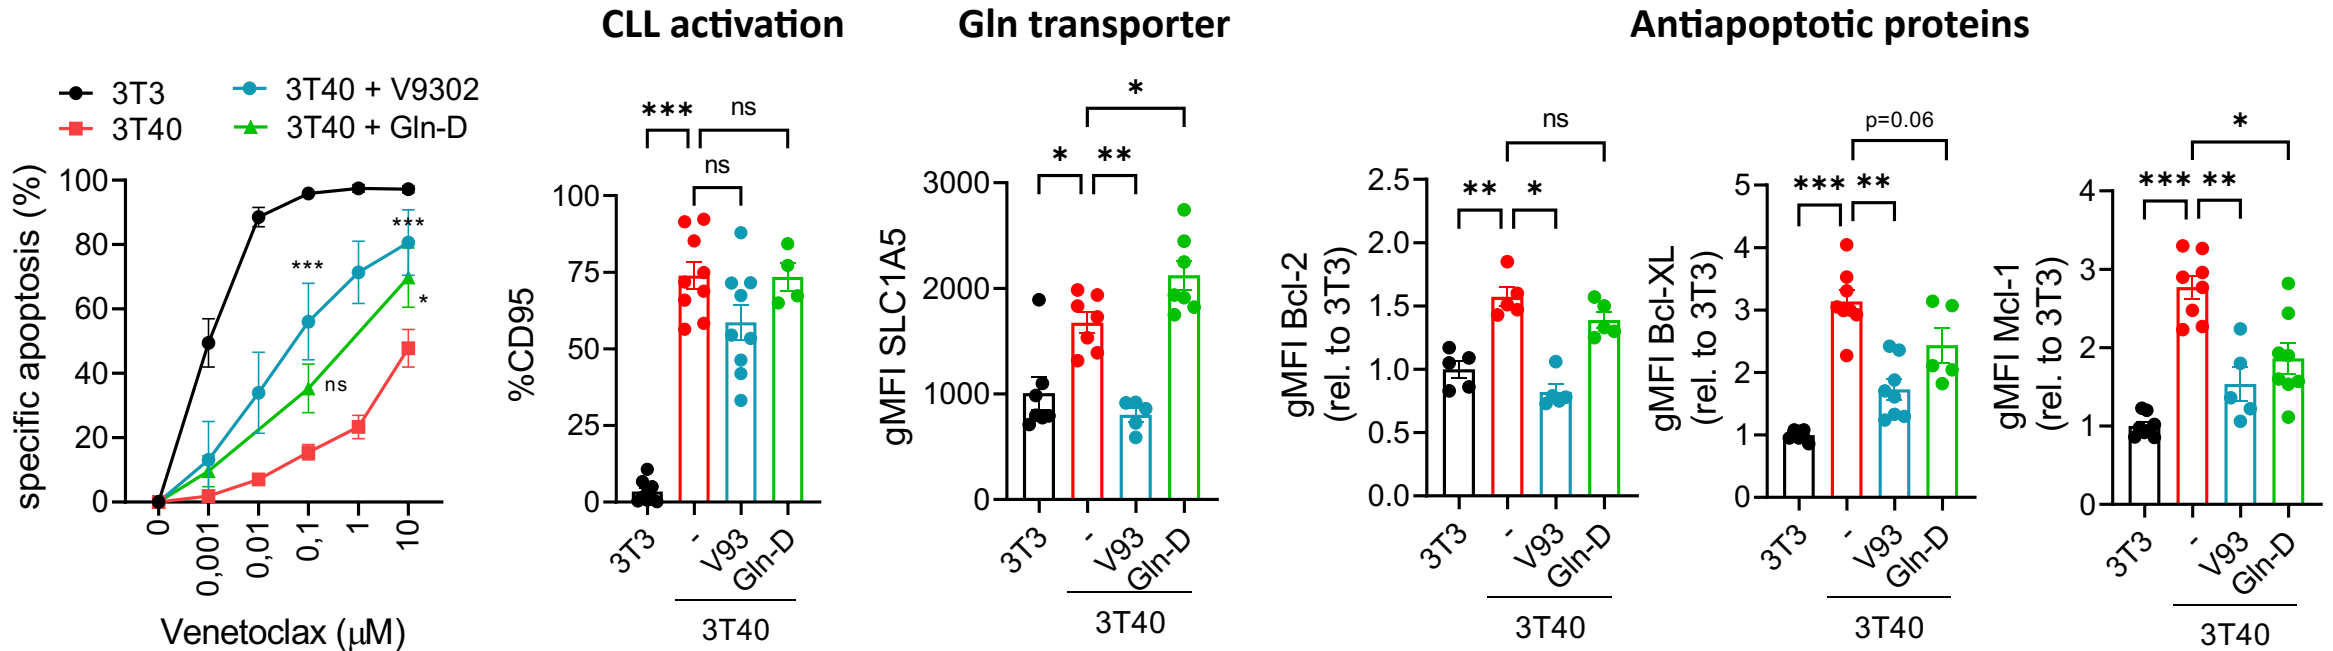 CLL activation
Gln transporter
Antiapoptotic proteins
3T3
3T40
3T40 + V9302
3T40 + Gln-D
specific apoptosis (%)
100
80
60
40
20
0
***
***
*
ns
0
0,001
0,01
0,1
1
10
Venetoclax (µM)
%CD95
100
75
50
25
0
***
ns
ns
3T3
-
V93
Gln-D
3T40
gMFI SLC1A5
3000
2000
1000
0
*
*
**
3T3
-
V93
Gln-D
3T40
gMFI Bcl-2
(rel. to 3T3)
2.5
2.0
1.5
1.0
0.5
0.0
ns
**
*
3T3
-
V93
Gln-D
3T40
gMFI Bcl-XL
(rel. to 3T3)
5
4
3
2
1
0
p=0.06
***
**
3T3
-
V93
Gln-D
3T40
gMFI Mcl-1
(rel. to 3T3)
4
3
2
1
0
*
***
**
3T3
-
V93
Gln-D
3T40